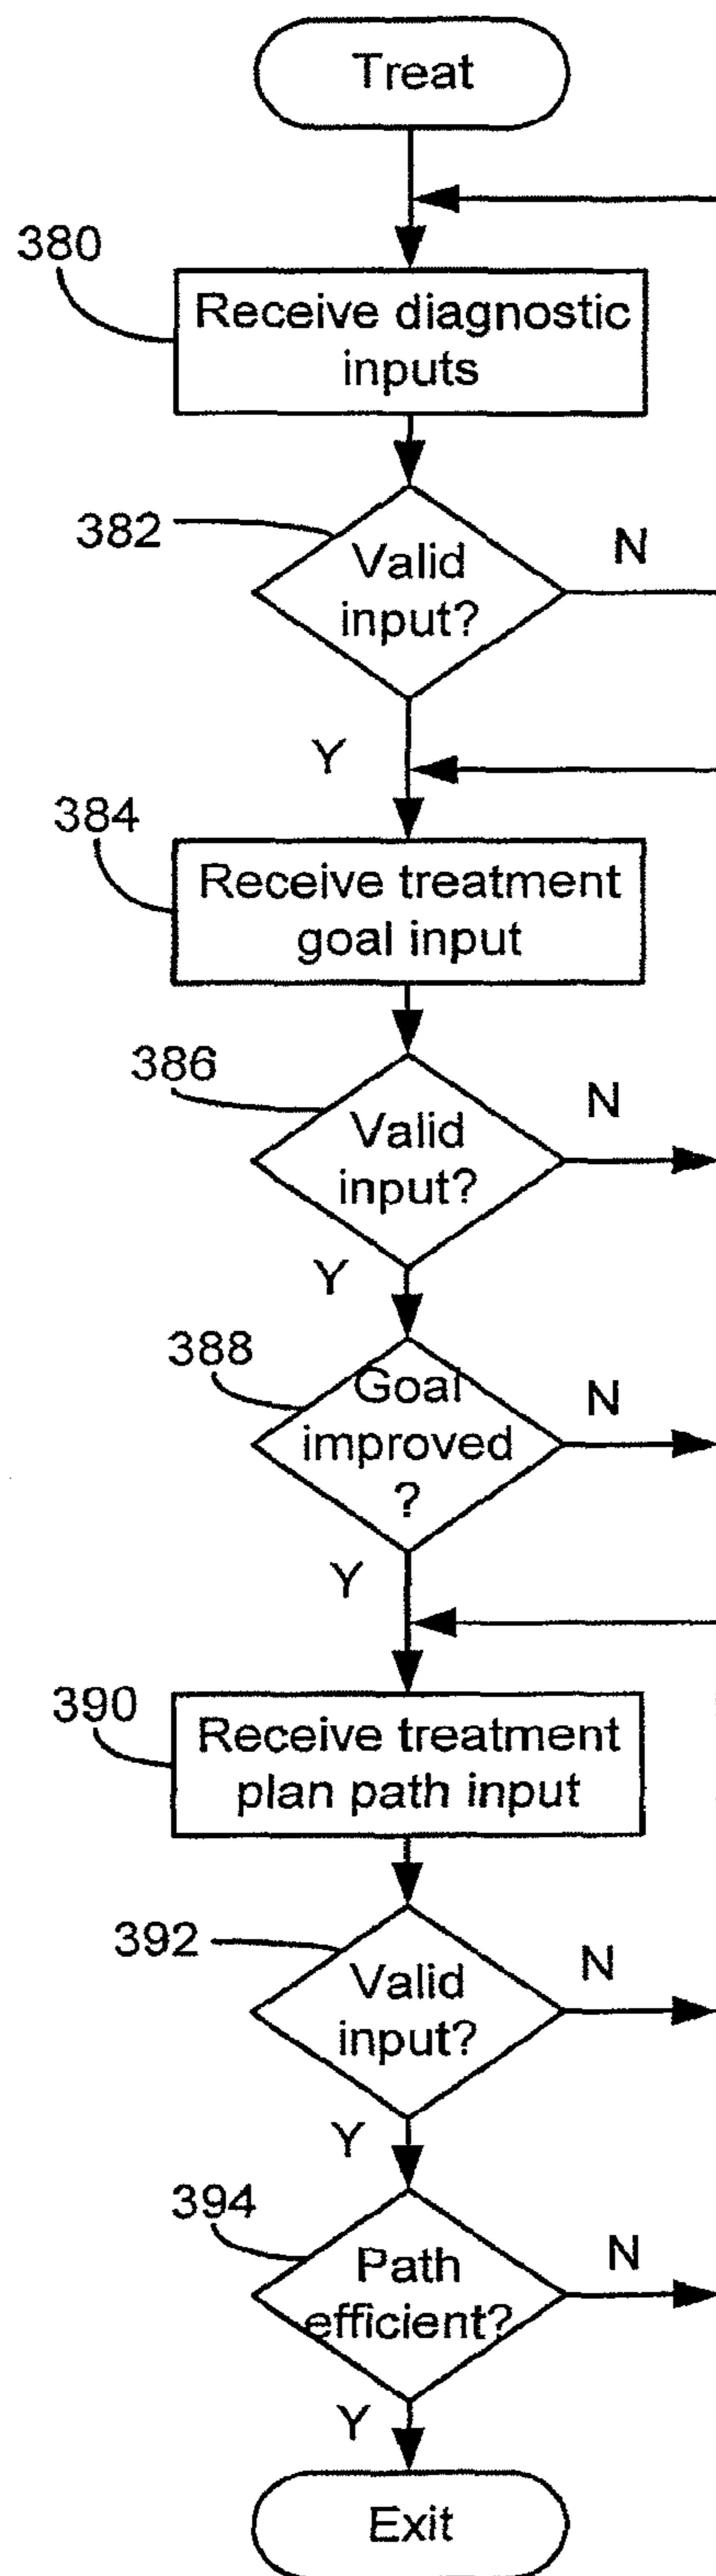 Treat
380
Receive diagnostic
inputs
382
Valid
input?
N
Y
384
Receive treatment
goal input
386
Valid
input?
N
Y
388
Goal
improved
?
N
Y
390
Receive treatment
plan path input
392
Valid
input?
N
Y
394
Path
efficient?
N
Y
Exit